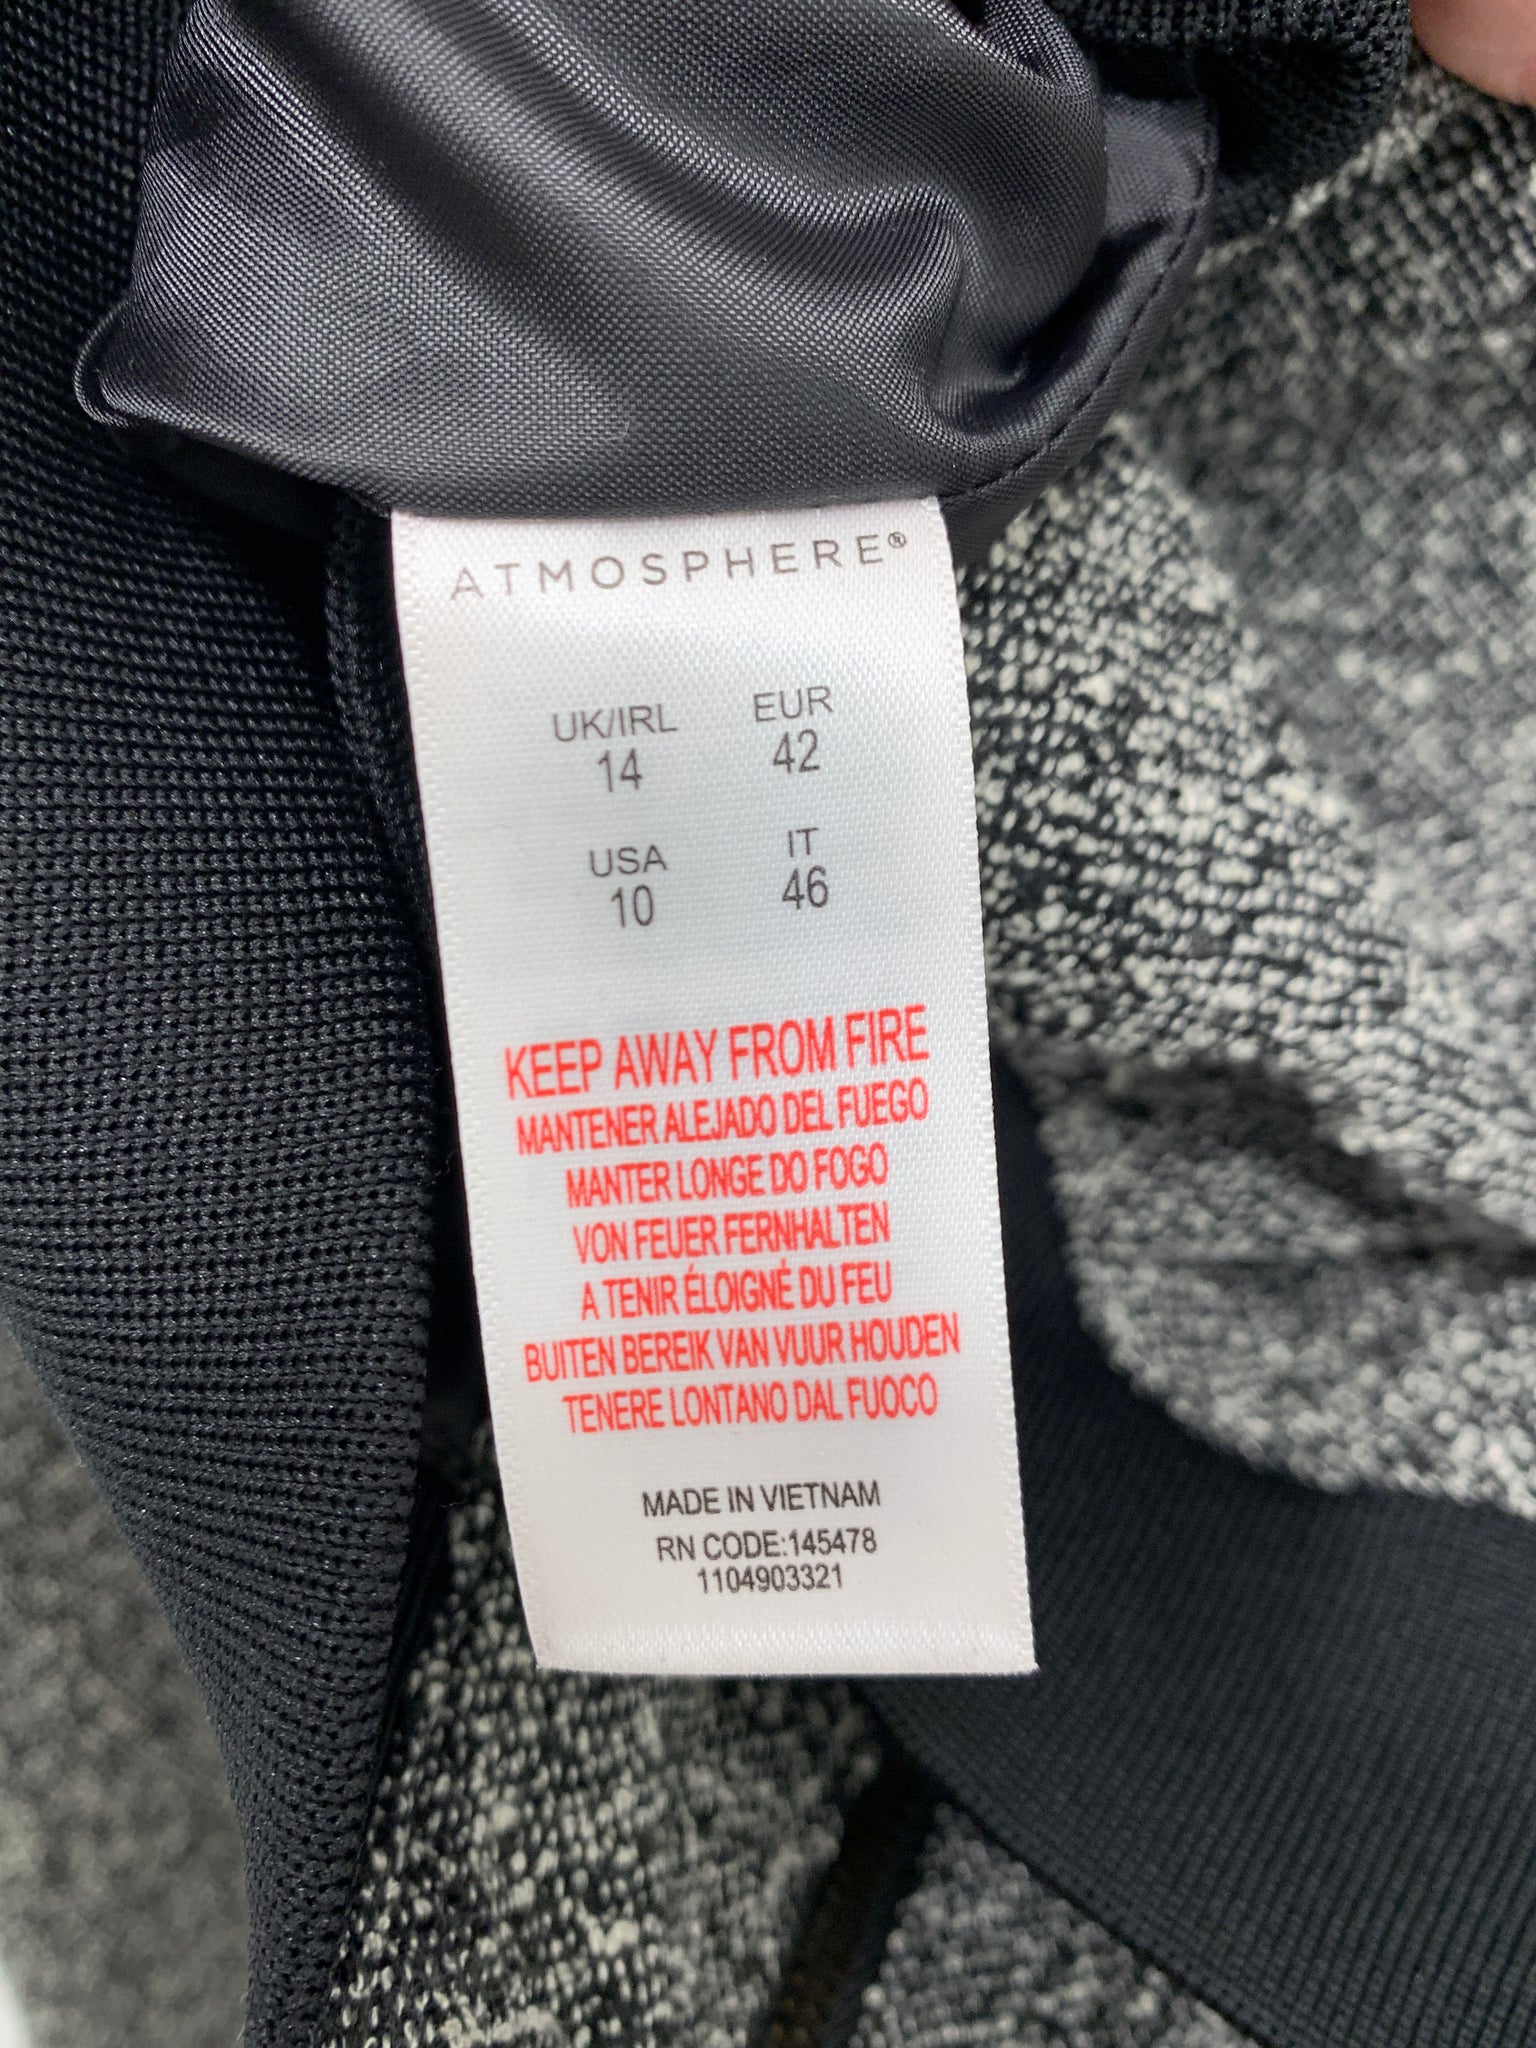 ATMOSPHERE®
UK/IRL EUR
14 42
USA IT
10 46
KEEP AWAY FROM FIRE
MANTENER ALEJADO DEL FUEGO
MANTER LONGE DO FOGO
VON FEUER FERNHALTEN
A TENIR ÉLOIGNÉ DU FEU
BUITEN BEREIK VAN VUUR HOUDEN
TENERE LONTANO DAL FUOCO
MADE IN VIETNAM
RN CODE:145478
1104903321